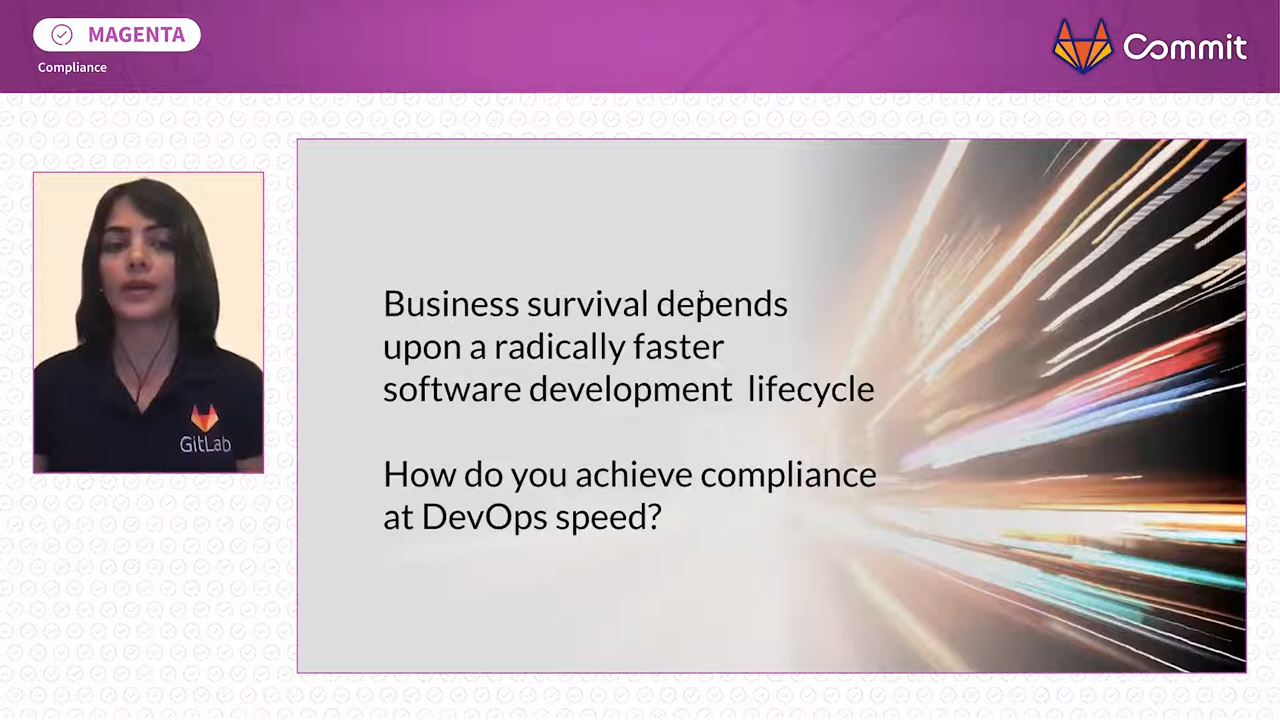 MAGENTA
Compliance
Commit
GitLab
Business survival depends
upon a radically faster
software development  lifecycle
How do you achieve compliance
at DevOps speed?